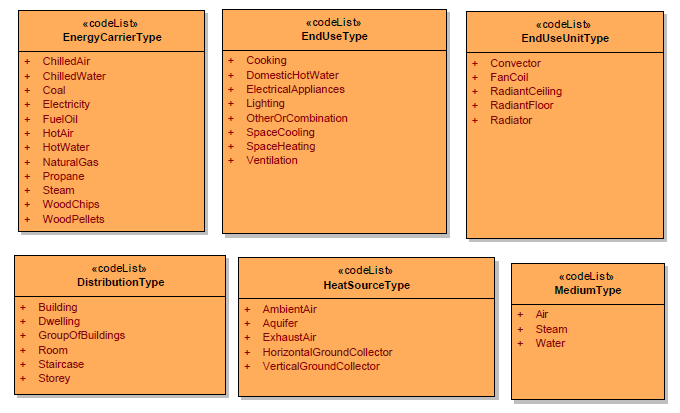 «codeList»
EnergyCarrierType
+ ChilledAir
+ ChilledWater
+ Coal
+ Electricity
+ FuelOil
+ HotAir
+ HotWater
+ NaturalGas
+ Propane
+ Steam
+ WoodChips
+ WoodPellets
«codeList»
EndUseType
+ Cooking
+ DomesticHotWater
+ ElectricalAppliances
+ Lighting
+ OtherOrCombination
+ SpaceCooling
+ SpaceHeating
+ Ventilation
«codeList»
EndUseUnitType
+ Convector
+ FanCoil
+ RadiantCeiling
+ RadiantFloor
+ Radiator
«codeList»
DistributionType
+ Building
+ Dwelling
+ GroupOfBuildings
+ Room
+ Staircase
+ Storey
«codeList»
HeatSourceType
+ AmbientAir
+ Aquifer
+ ExhaustAir
+ HorizontalGroundCollector
+ VerticalGroundCollector
«codeList»
MediumType
+ Air
+ Steam
+ Water